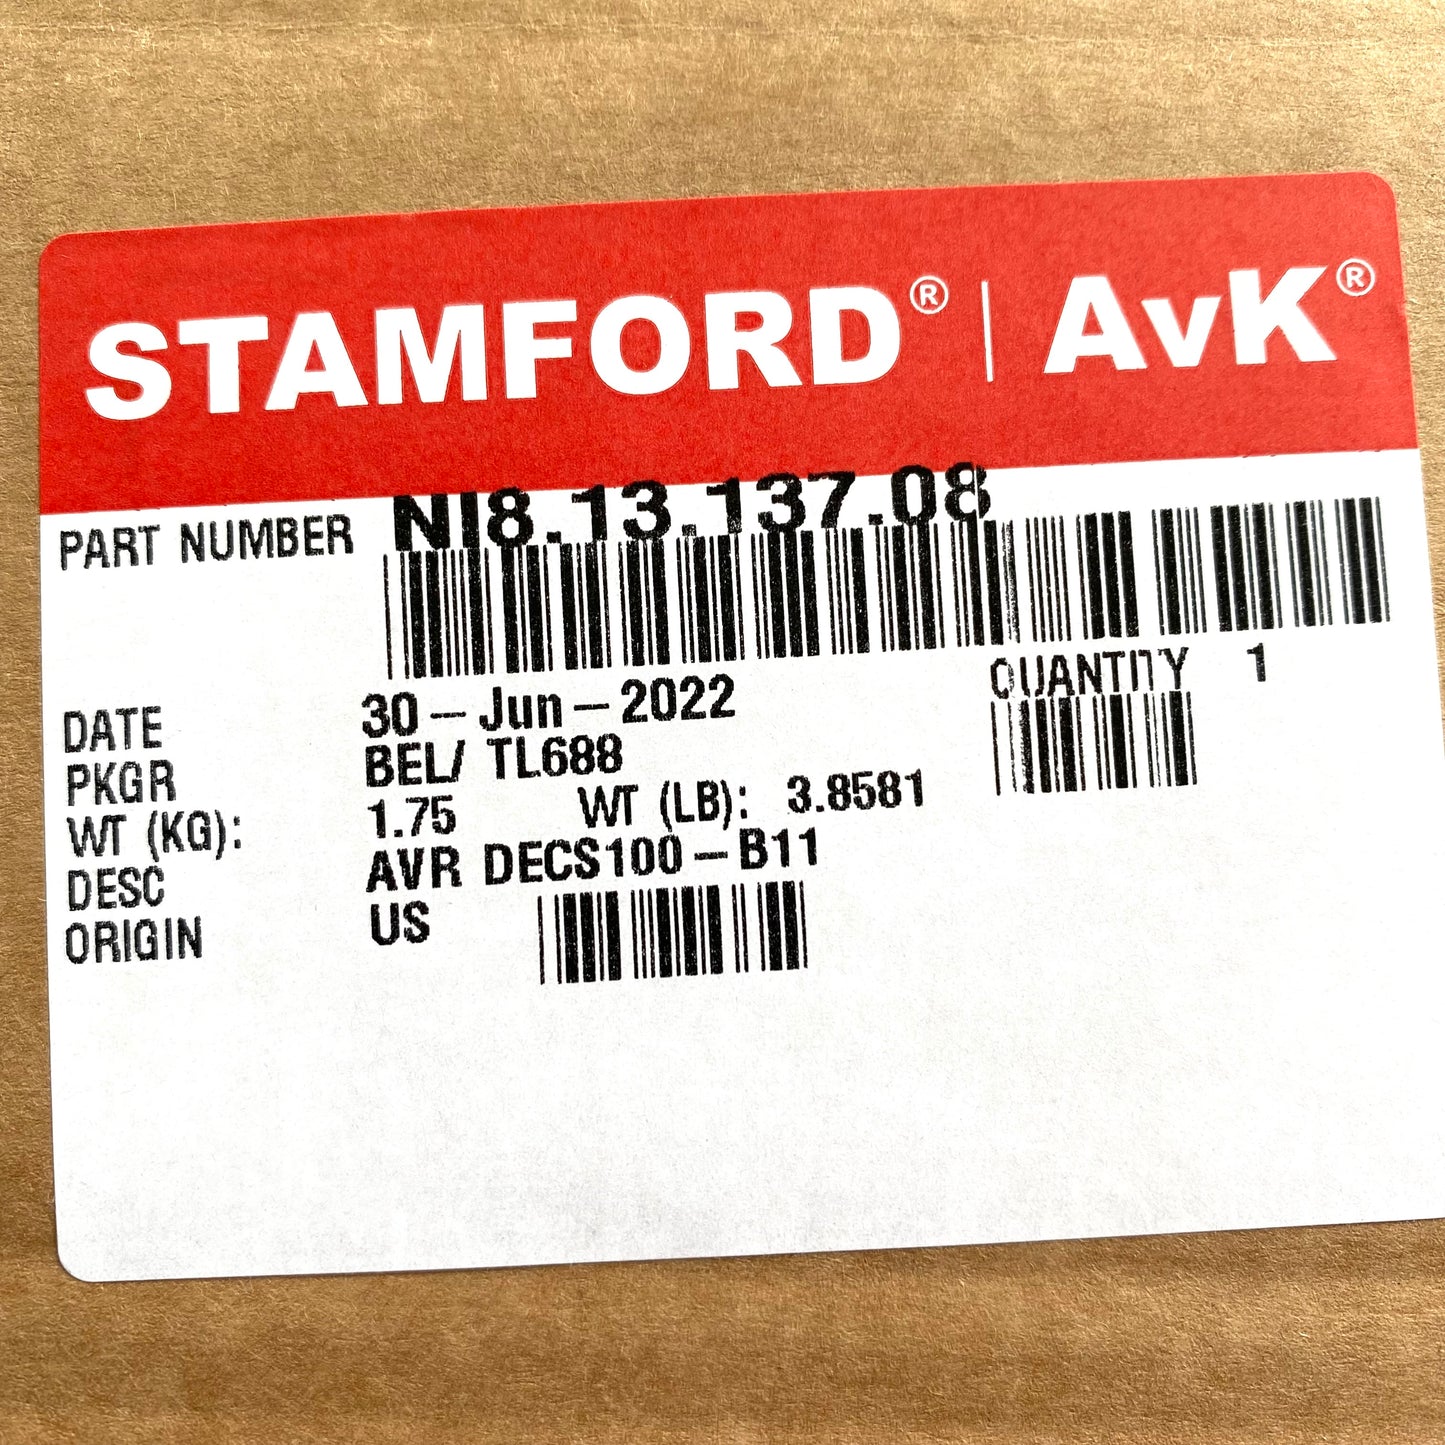 STAMFORD® | AvK®
PART NUMBER NI8.13.137.08
QUANTITY 1
DATE 30-Jun-2022
PKGR BEL/ TL688
WT (KG): 1.75 WT (LB): 3.8581
DESC AVR DECS100-B11
ORIGIN US